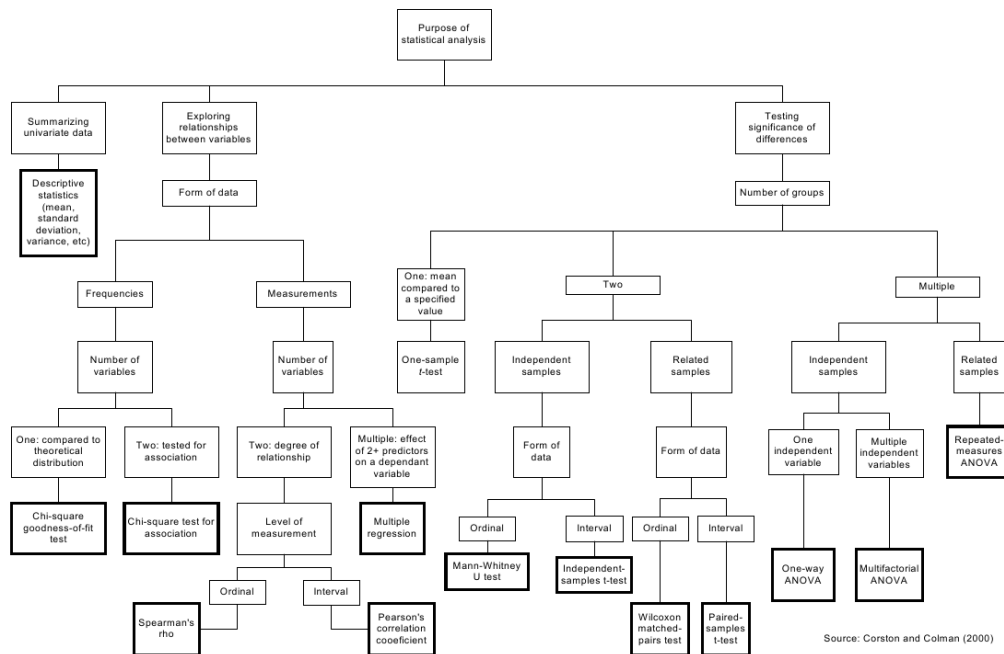 Purpose of
statistical analysis
Summarizing
univariate data
Exploring
relationships
between variables
Testing
significance of
differences
Descriptive
statistics
(mean,
standard
deviation,
variance, etc)
Form of data
Number of groups
Frequencies
Measurements
One: mean
compared to
a specified
value
Two
Multiple
Number of
variables
Number of
variables
One-sample
t-test
Independent
samples
Related
samples
Independent
samples
Related
samples
One: compared to
theoretical
distribution
Two: tested for
association
Two: degree of
relationship
Multiple: effect
of 2+ predictors
on a dependant
variable
Form of
data
Form of data
One
independent
variable
Multiple
independent
variables
Repeated-
measures
ANOVA
Chi-square
goodness-of-fit
test
Chi-square test for
association
Level of
measurement
Multiple
regression
Ordinal
Interval
Ordinal
Interval
Mann-Whitney
U test
Independent-
samples t-test
One-way
ANOVA
Multifactorial
ANOVA
Ordinal
Interval
Spearman's
rho
Pearson's
correlation
cooeficient
Wilcoxon
matched-
pairs test
Paired-
samples
t-test
Source: Corston and Colman (2000)